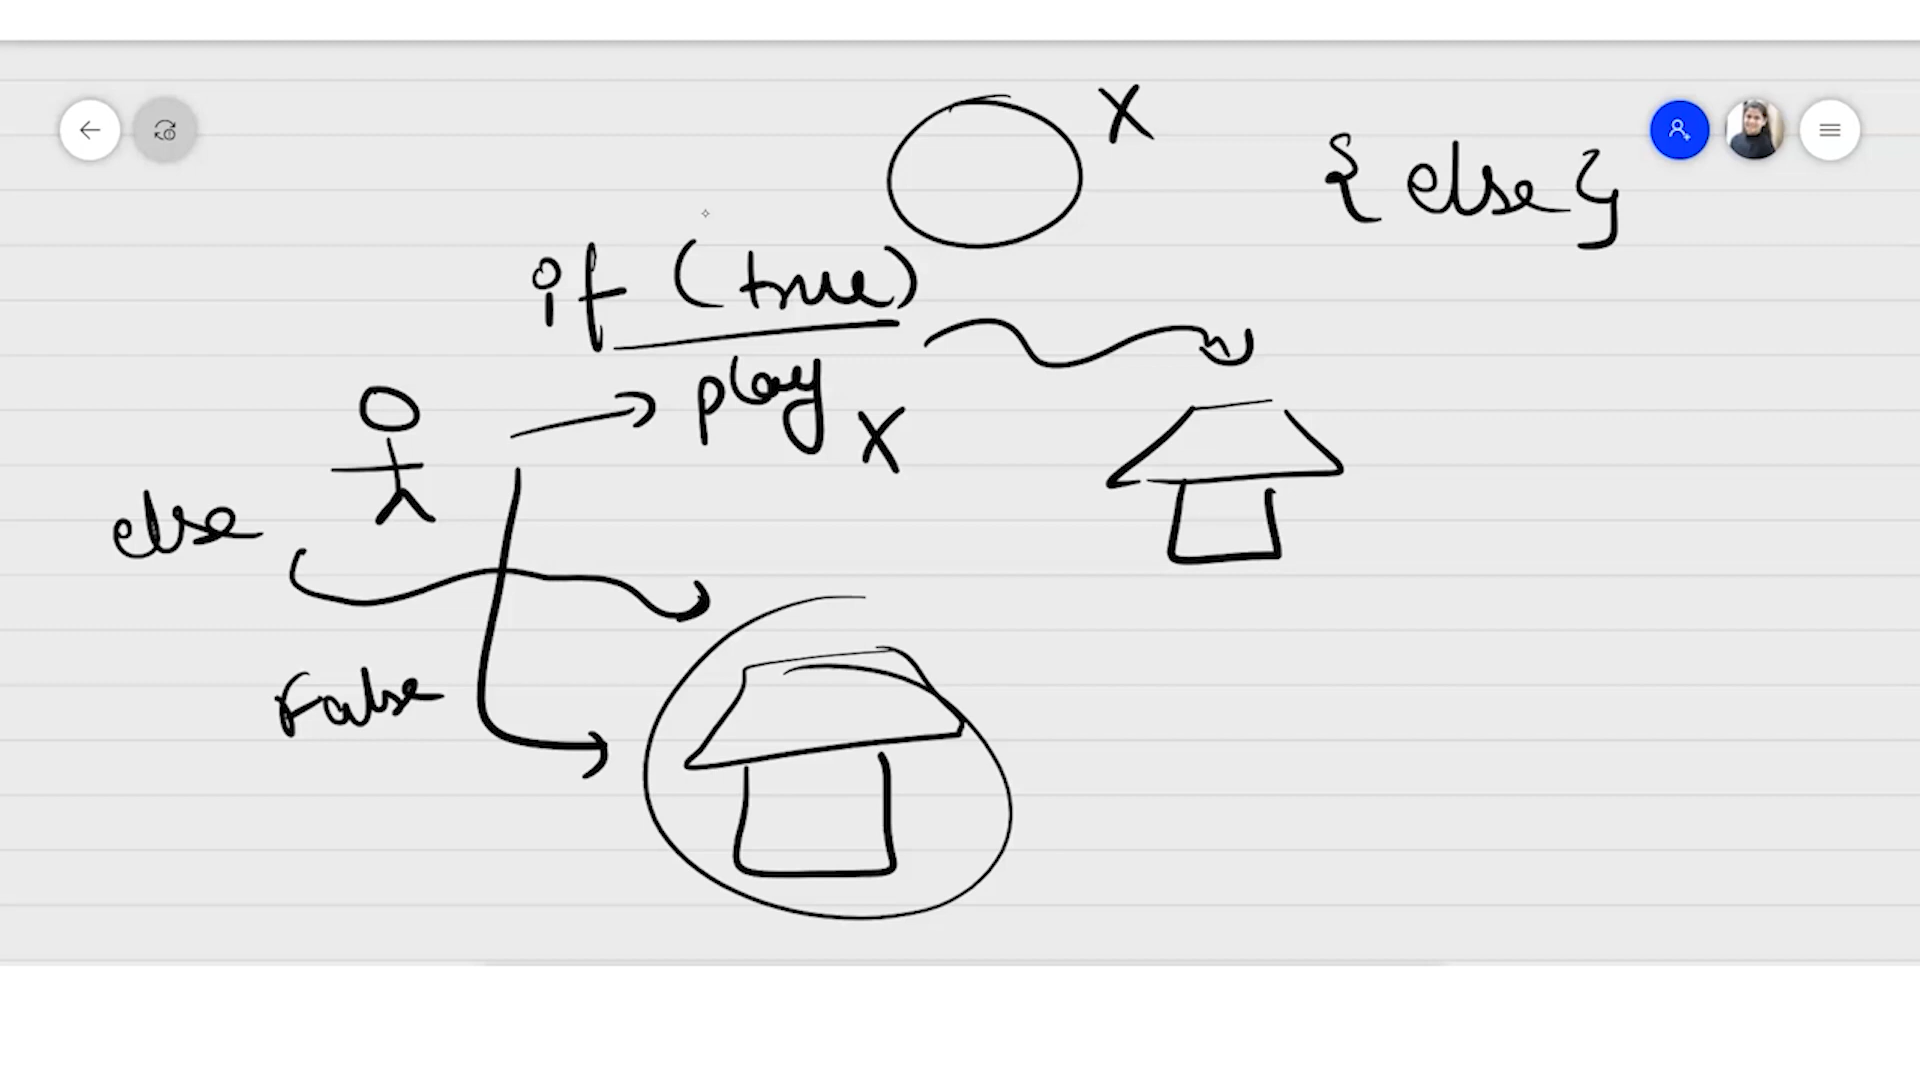 X
{ else }
if (true)
play X
else
False